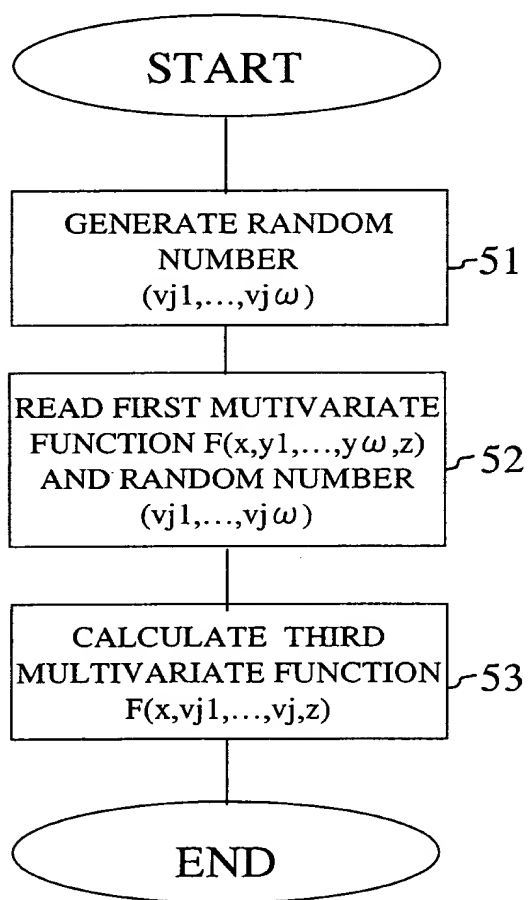 START
GENERATE RANDOM
NUMBER
(vj1,...,vjω)
51
READ FIRST MUTIVARIATE
FUNCTION F(x,y1,...,yω,z)
AND RANDOM NUMBER
(vj1,...,vjω)
52
CALCULATE THIRD
MULTIVARIATE FUNCTION
F(x,vj1,...,vj,z)
53
END